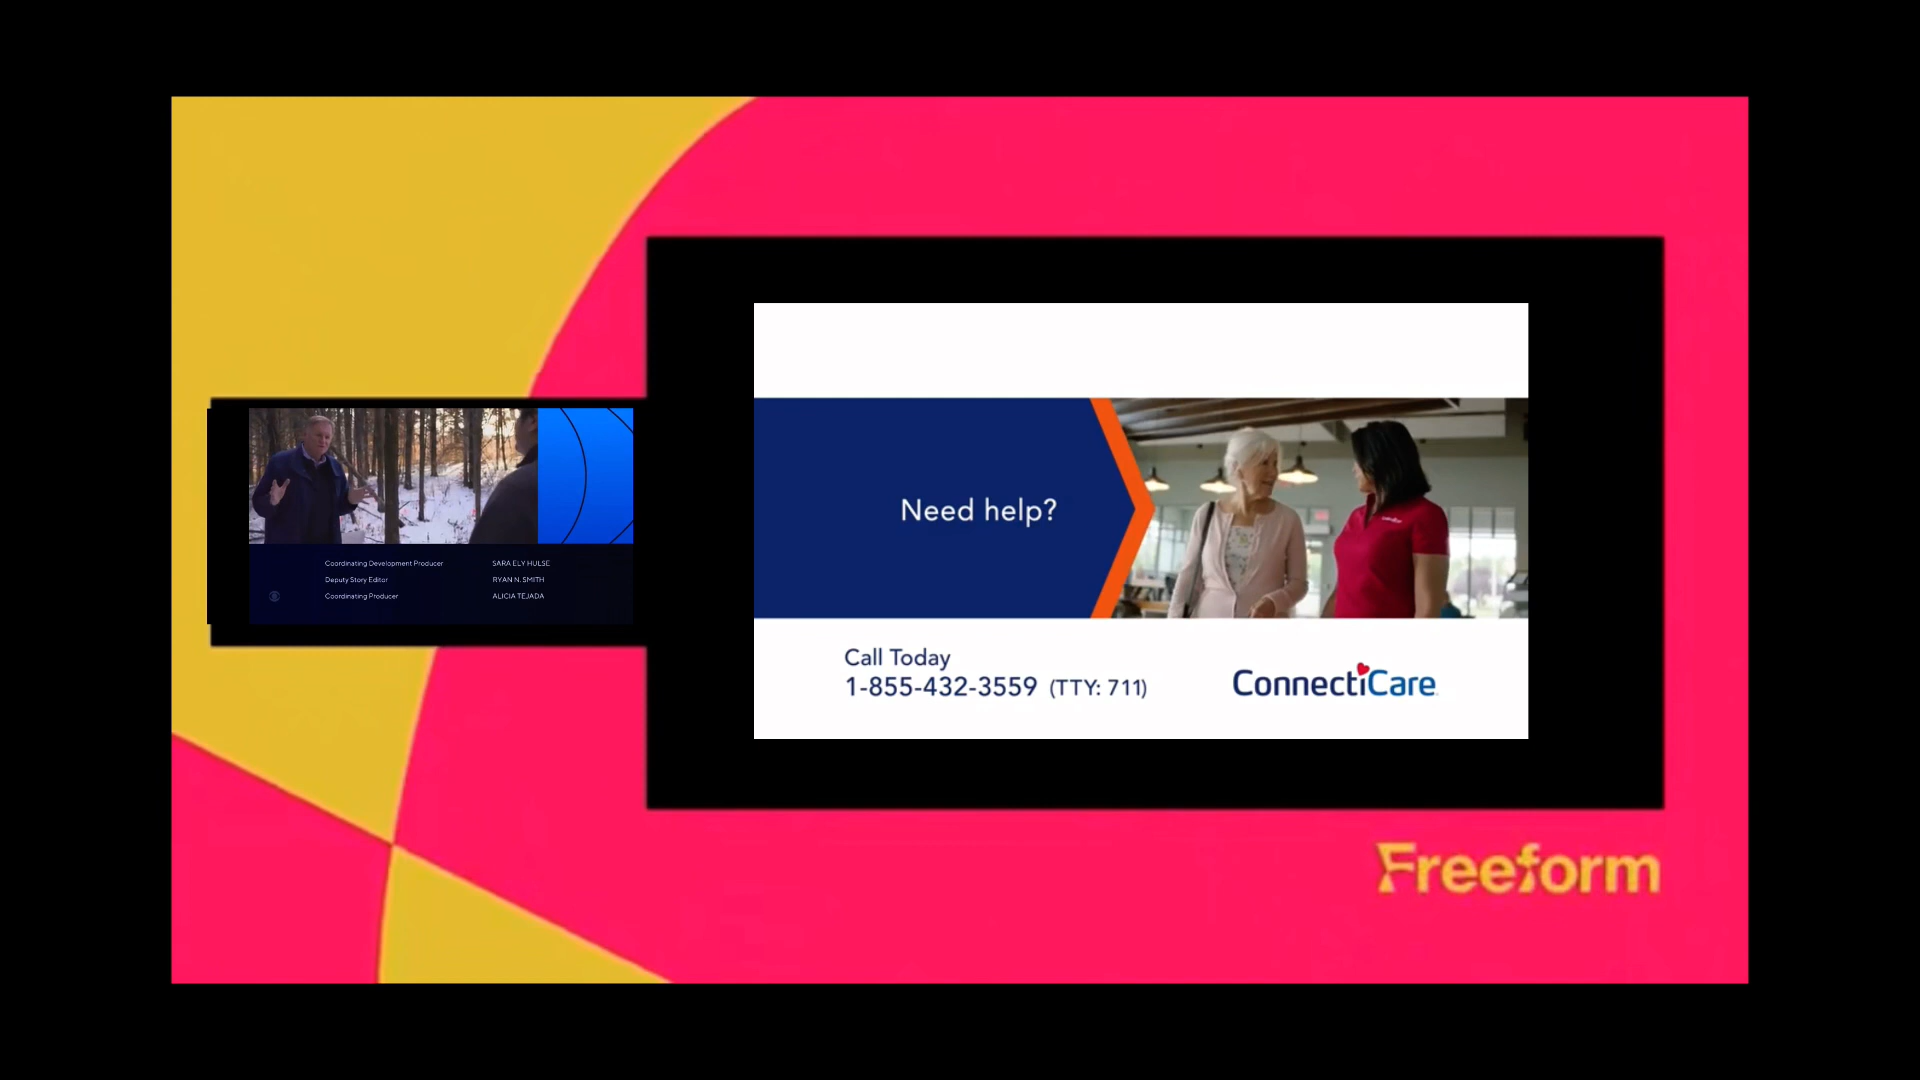 Coordinating Development Producer SARA ELY HULSE
Deputy Story Editor RYAN N. SMITH
Coordinating Producer ALICIA TEJADA
Need help?
Call Today
1-855-432-3559 (TTY: 711)
ConnectiCare
Freeform